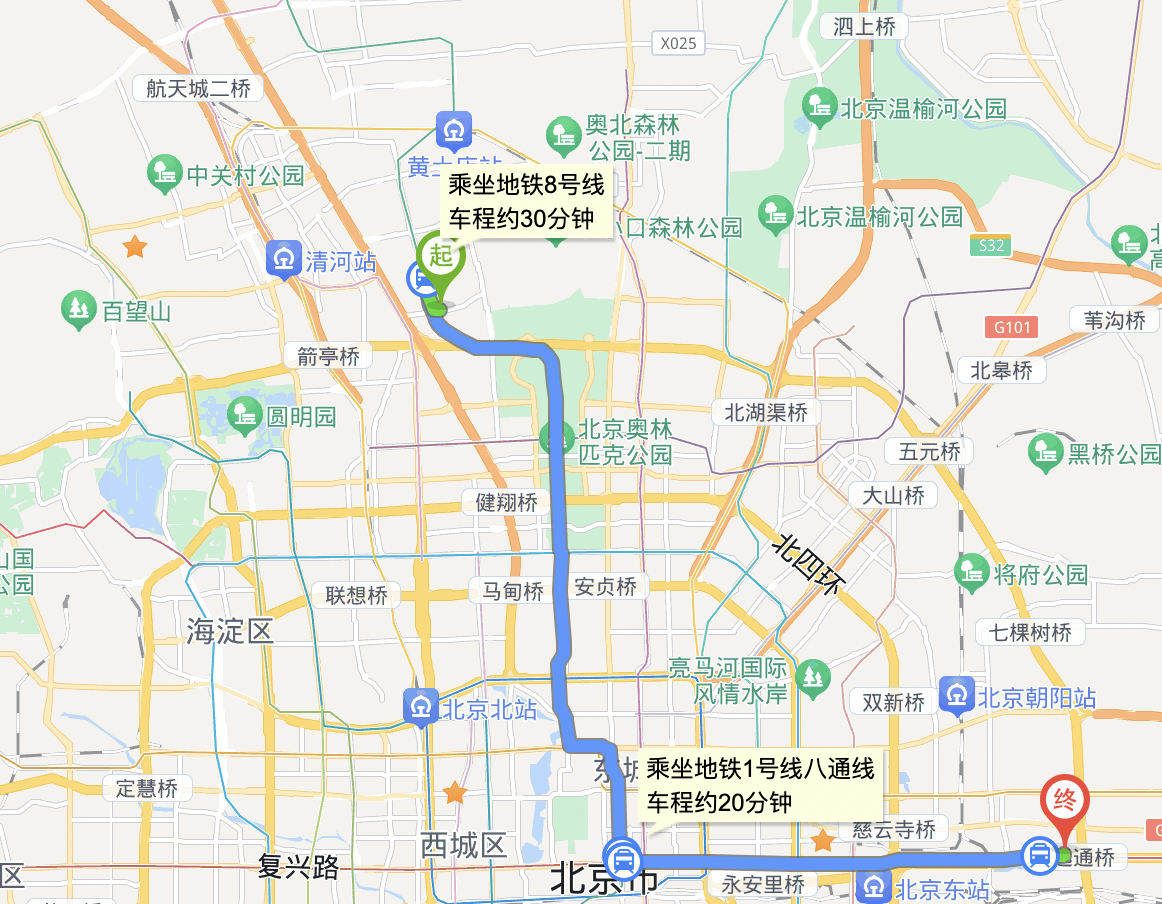 泗上桥
X025
航天城二桥
北京温榆河公园
奥北森林
公园-二期
中关村公园
乘坐地铁8号线
车程约30分钟
北京温榆河公园
口森林公园
S32
起
清河站
百望山
G101
苇沟桥
箭亭桥
北皋桥
圆明园
北湖渠桥
北京奥林
匹克公园
五元桥
黑桥公园
大山桥
健翔桥
北四环
山国
公园
将府公园
联想桥
马甸桥
安贞桥
海淀区
七棵树桥
亮马河国际
风情水岸
双新桥
北京朝阳站
北京北站
乘坐地铁1号线八通线
车程约20分钟
定慧桥
终
慈云寺桥
西城区
通桥
复兴路
区
北京市
永安里桥
北京东站